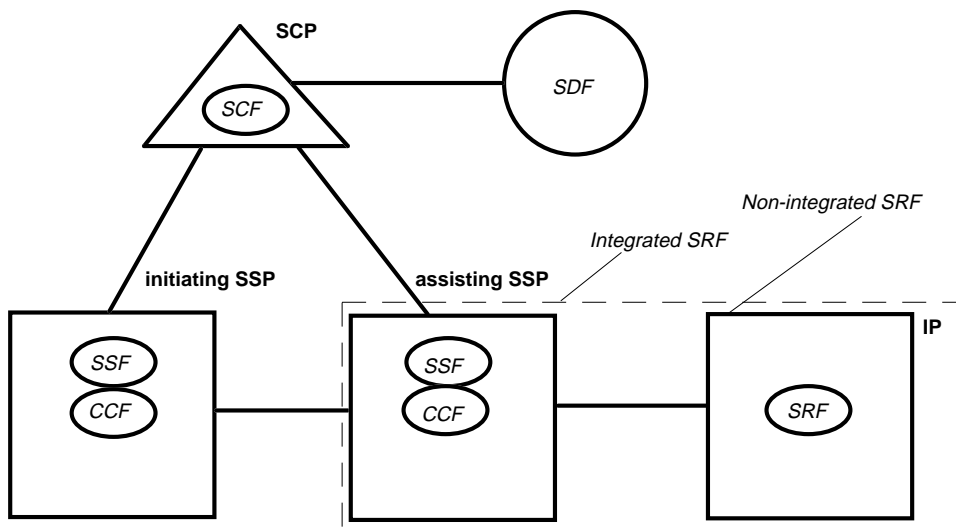 SCP
SDF
SCF
Non-integrated SRF
Integrated SRF
initiating SSP
assisting SSP
IP
SSF
SSF
CCF
CCF
SRF